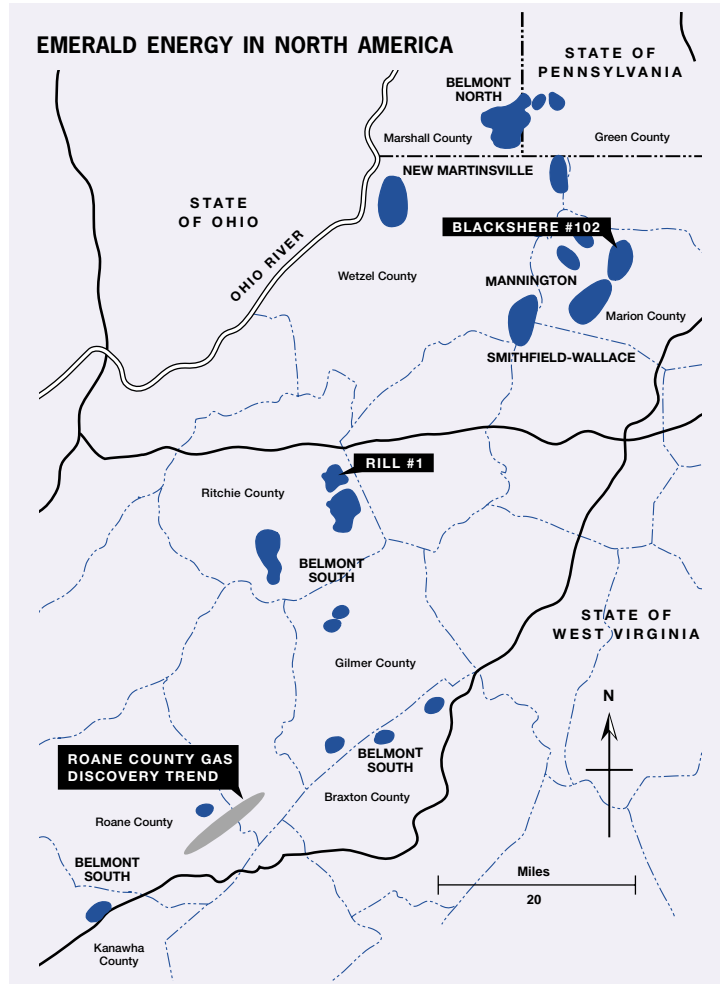 EMERALD ENERGY IN NORTH AMERICA
STATE OF
PENNSYLVANIA
BELMONT
NORTH
Marshall County
Green County
NEW MARTINSVILLE
STATE
OF OHIO
BLACKSHERE #102
OHIO RIVER
Wetzel County
MANNINGTON
Marion County
SMITHFIELD-WALLACE
RILL #1
Ritchie County
BELMONT
SOUTH
STATE OF
WEST VIRGINIA
Gilmer County
N
ROANE COUNTY GAS
DISCOVERY TREND
BELMONT
SOUTH
Braxton County
Roane County
BELMONT
SOUTH
Miles
20
Kanawha
County